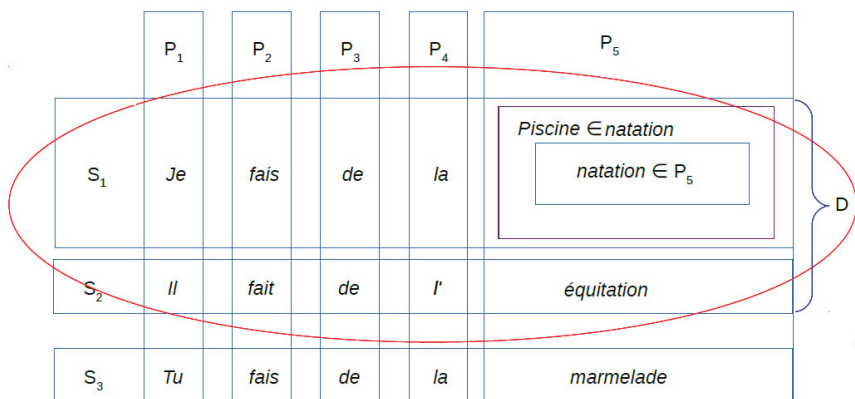 P₁ P₂ P₃ P₄ P₅
Piscine ∈ natation
S₁ Je fais de la natation ∈ P₅
D
S₂ Il fait de l' équitation
S₃ Tu fais de la marmelade